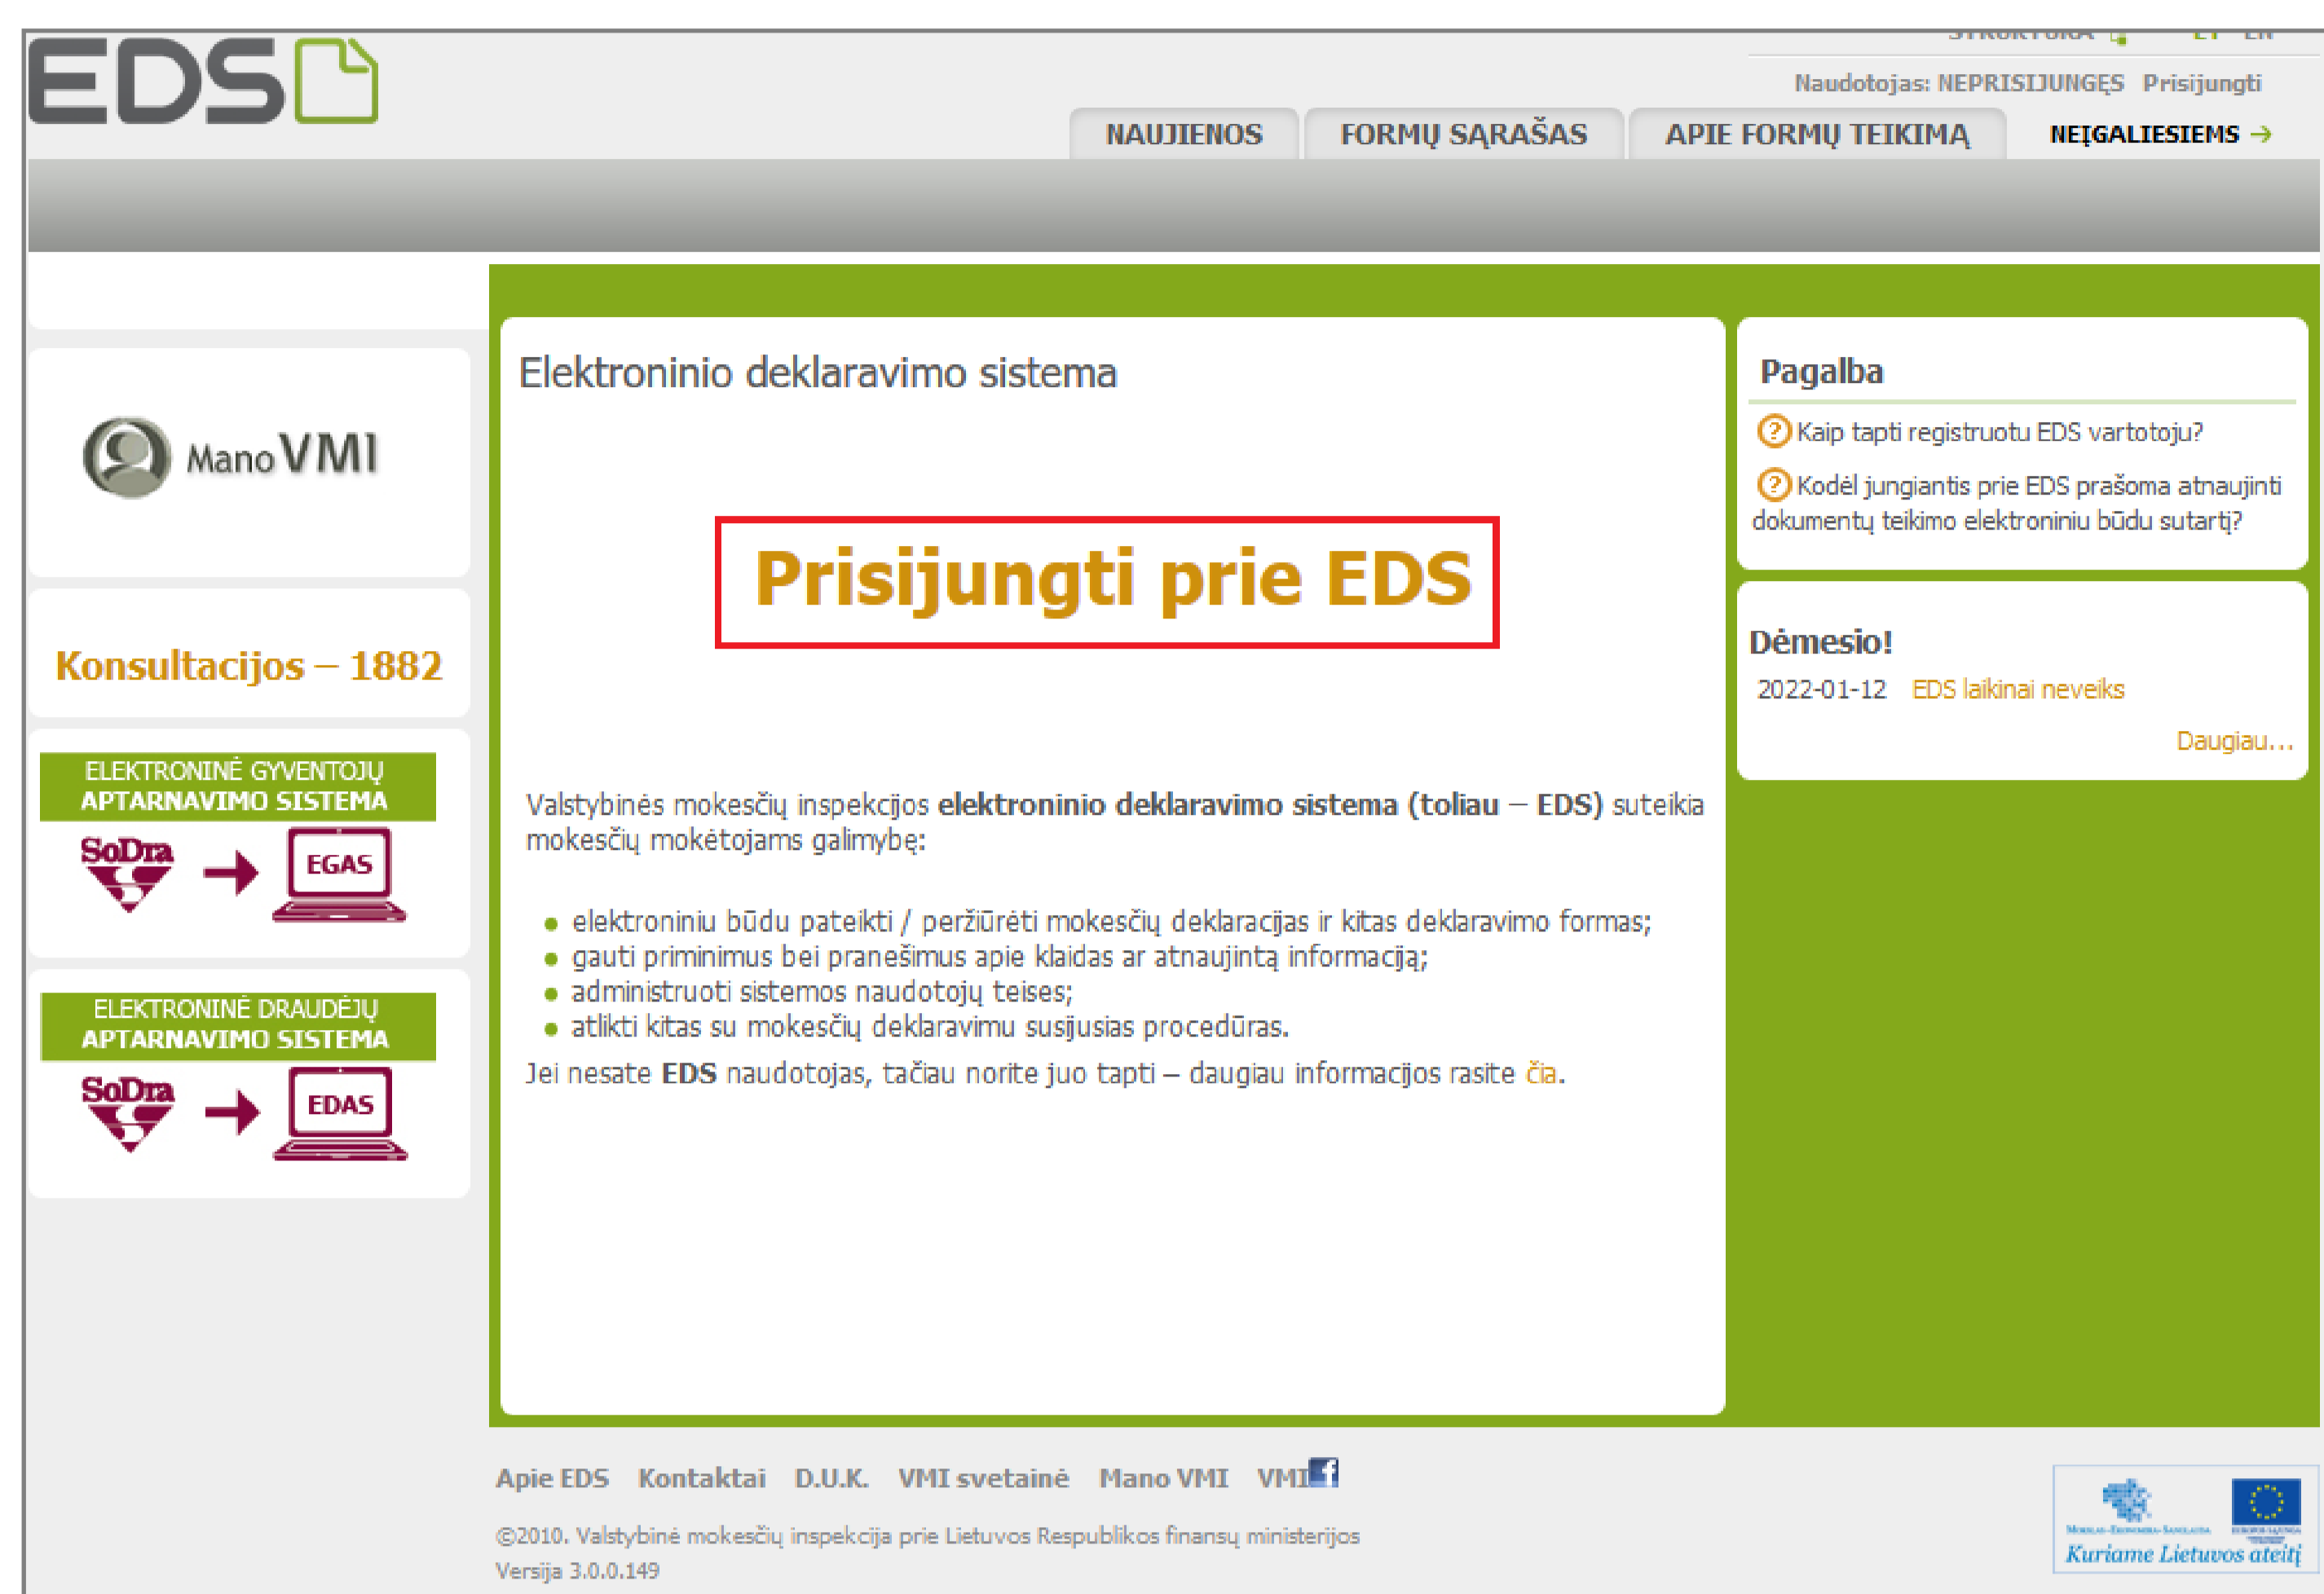 EDS
Naudotojas: NEPRISIJUNGĘS Prisijungti
NAUJIENOS FORMŲ SĄRAŠAS APIE FORMŲ TEIKIMĄ NEĮGALIESIEMS →
Mano VMI
Konsultacijos – 1882
ELEKTRONINĖ GYVENTOJŲ
APTARNAVIMO SISTEMA
SoDra
EGAS
ELEKTRONINĖ DRAUDĖJŲ
APTARNAVIMO SISTEMA
SoDra
EDAS
Elektroninio deklaravimo sistema
Prisijungti prie EDS
Valstybinės mokesčių inspekcijos elektroninio deklaravimo sistema (toliau – EDS) suteikia
mokesčių mokėtojams galimybę:
• elektroniniu būdu pateikti / peržiūrėti mokesčių deklaracijas ir kitas deklaravimo formas;
• gauti priminimus bei pranešimus apie klaidas ar atnaujintą informaciją;
• administruoti sistemos naudotojų teises;
• atlikti kitas su mokesčių deklaravimu susijusias procedūras.
Jei nesate EDS naudotojas, tačiau norite juo tapti – daugiau informacijos rasite čia.
Pagalba
Kaip tapti registruotu EDS vartotoju?
Kodėl jungiantis prie EDS prašoma atnaujinti
dokumentų teikimo elektroniniu būdu sutartį?
Dėmesio!
2022-01-12 EDS laikinai neveiks
Daugiau...
Apie EDS Kontaktai D.U.K. VMI svetainė Mano VMI VMI
©2010. Valstybinė mokesčių inspekcija prie Lietuvos Respublikos finansų ministerijos
Versija 3.0.0.149
Kuriame Lietuvos ateitį